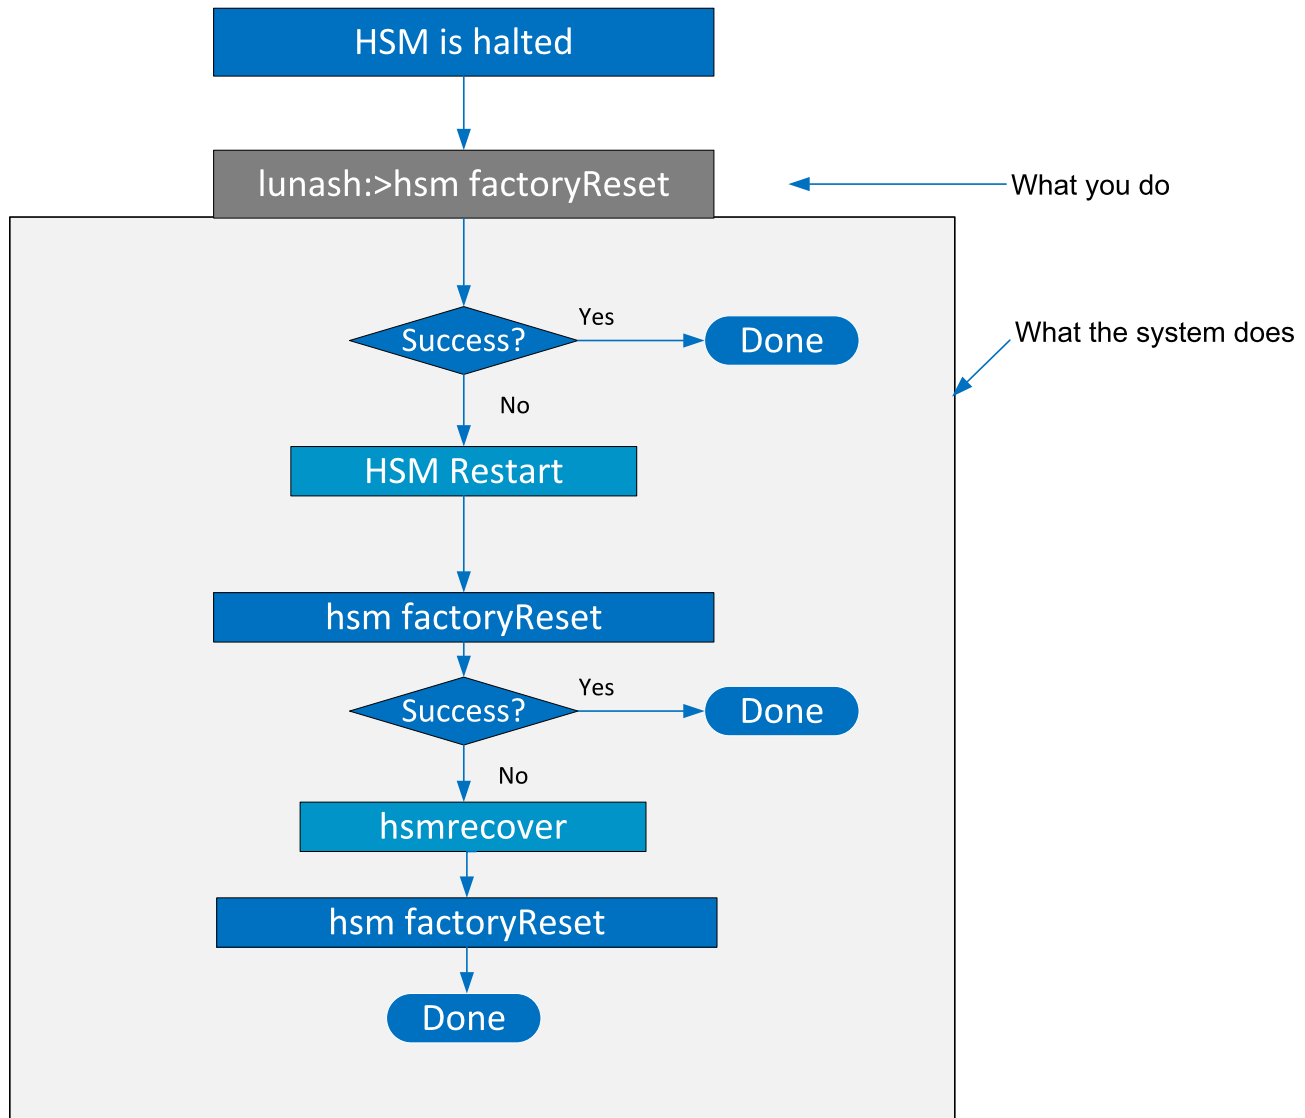 HSM is halted
lunash:>hsm factoryReset
What you do
Success?
Yes
Done
What the system does
No
HSM Restart
hsm factoryReset
Success?
Yes
Done
No
hsmrecover
hsm factoryReset
Done